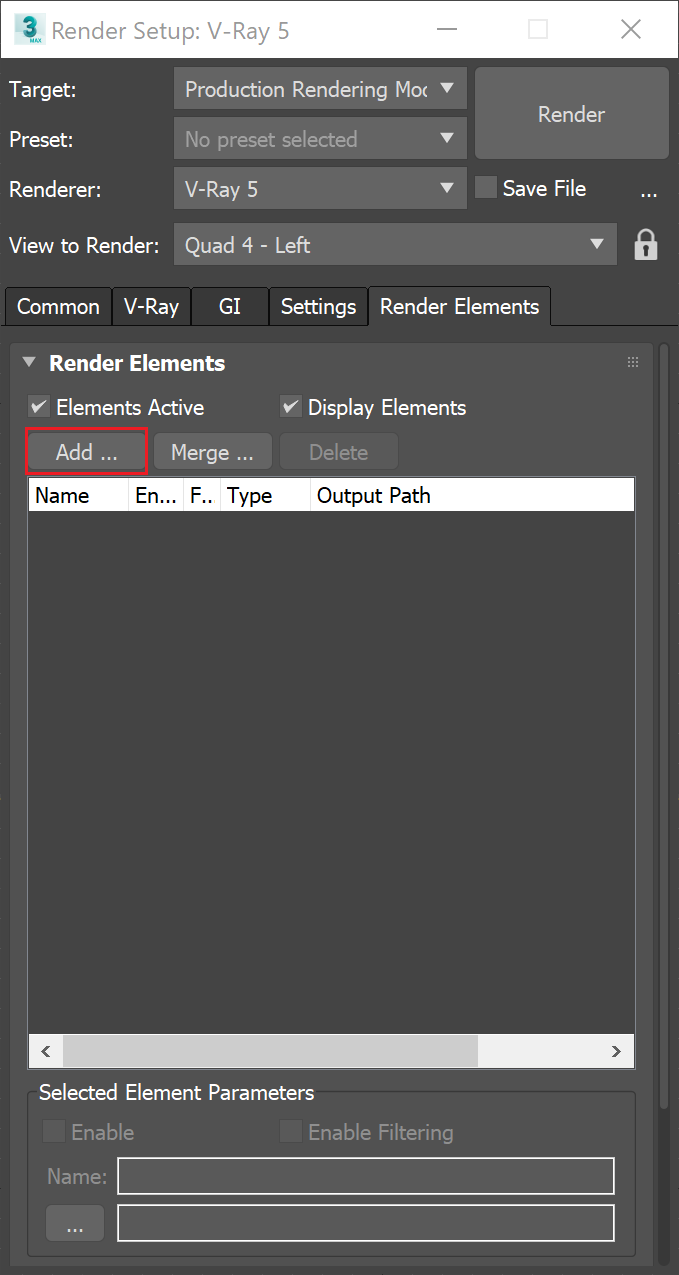 3 MAX Render Setup: V-Ray 5
Target: Production Rendering Mod
Render
Preset: No preset selected
Renderer: V-Ray 5 Save File ...
View to Render: Quad 4 - Left
Common V-Ray GI Settings Render Elements
Render Elements
Elements Active Display Elements
Add ... Merge ... Delete
Name En... F... Type Output Path
Selected Element Parameters
Enable Enable Filtering
Name:
...